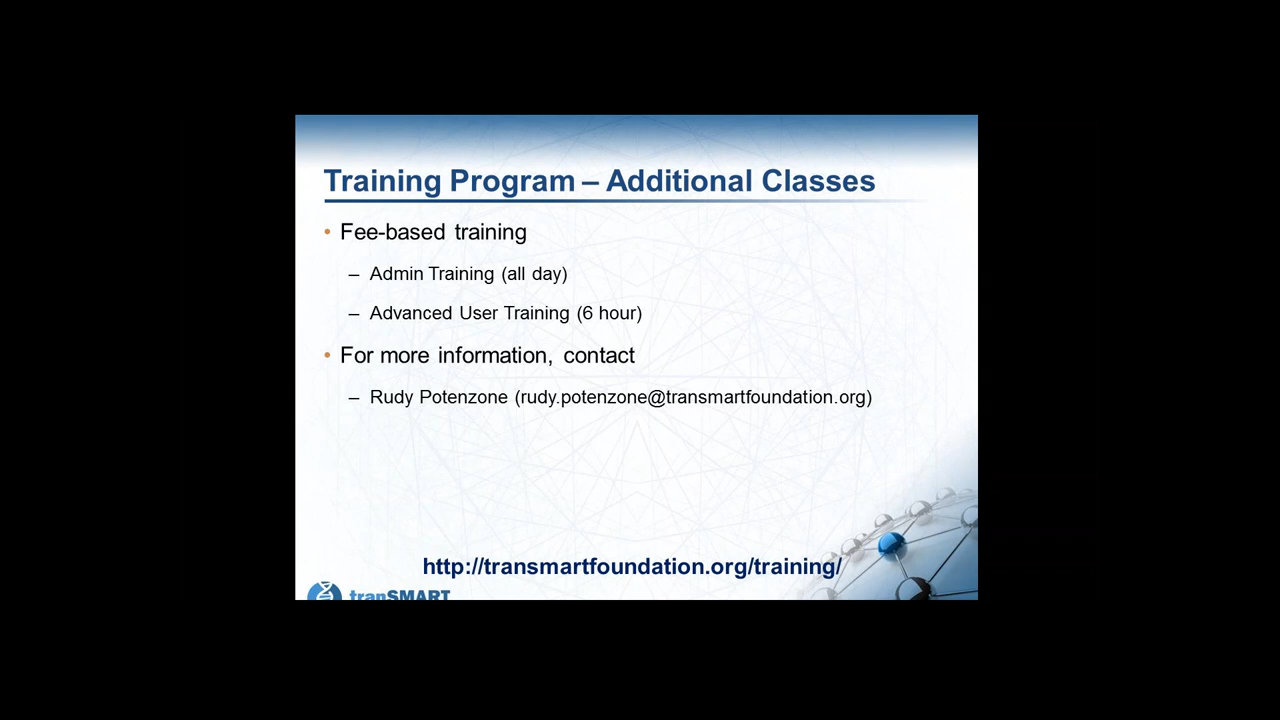 Training Program – Additional Classes
• Fee-based training
– Admin Training (all day)
– Advanced User Training (6 hour)
• For more information, contact
– Rudy Potenzone (rudy.potenzone@transmartfoundation.org)
http://transmartfoundation.org/training/
tranSMART